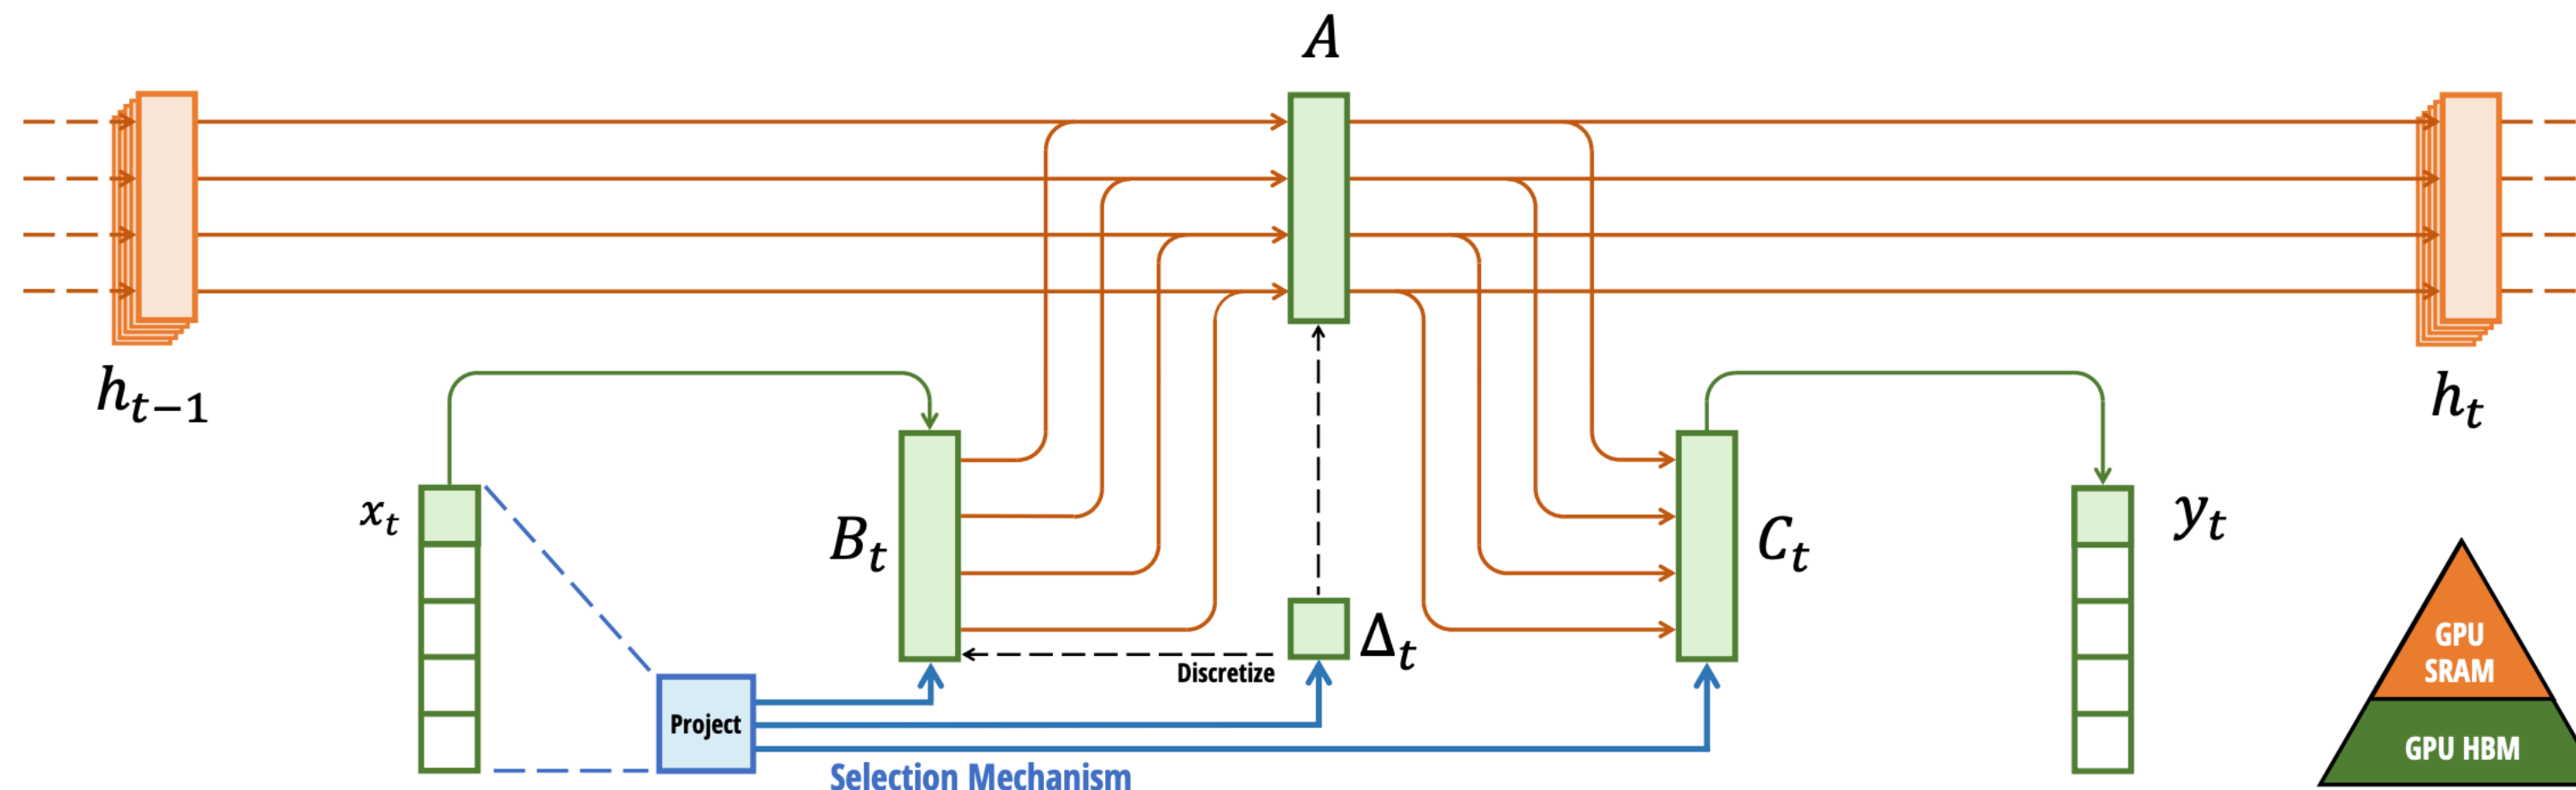 A
h_{t-1}
h_t
x_t
B_t
Δ_t
C_t
y_t
Discretize
Project
Selection Mechanism
GPU
SRAM
GPU HBM